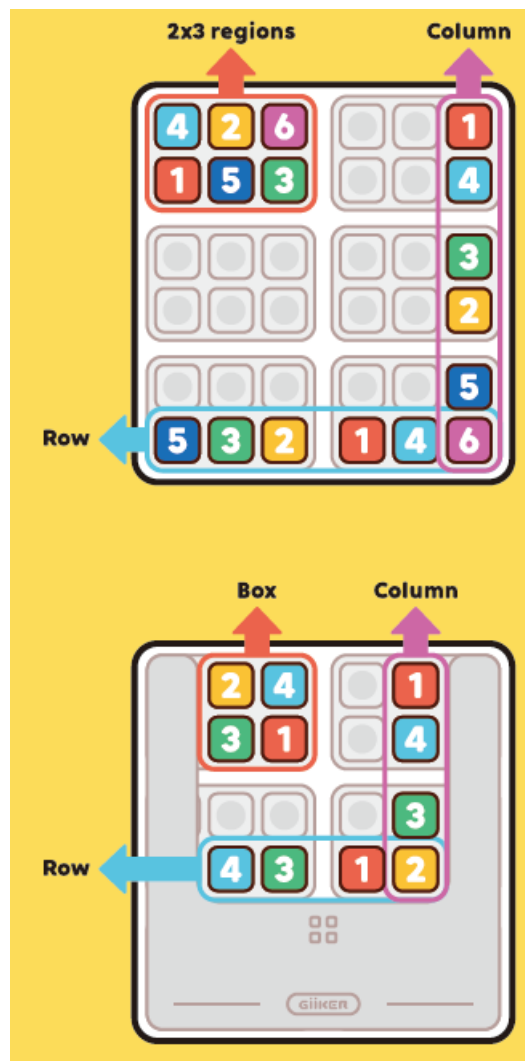 2x3 regions Column
4 2 6 1
1 5 3 4
3
2
5
Row 5 3 2 1 4 6
Box Column
2 4 1
3 1 4
3
Row 4 3 1 2
GiiKER